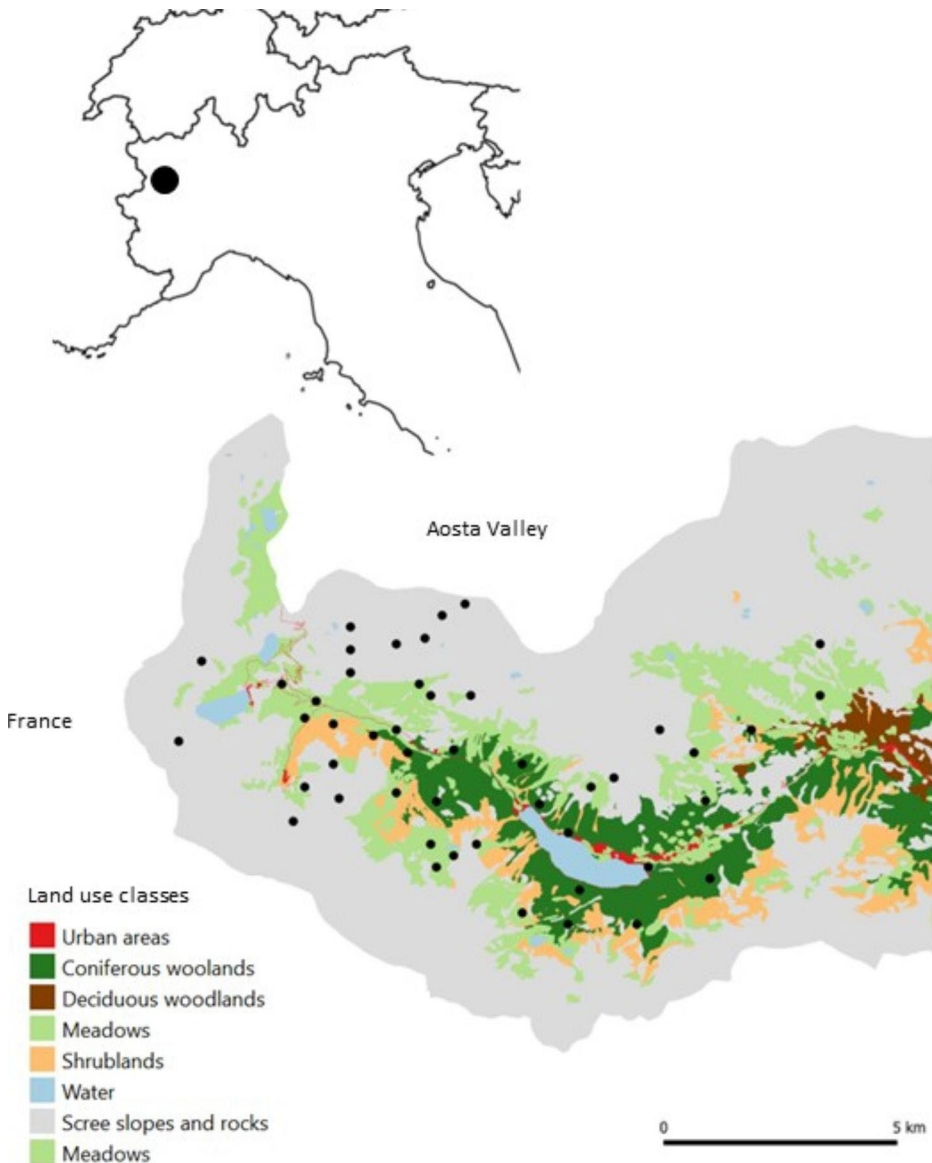 Aosta Valley
France
Land use classes
Urban areas
Coniferous woolands
Deciduous woodlands
Meadows
Shrublands
Water
Scree slopes and rocks
Meadows
0 5 km